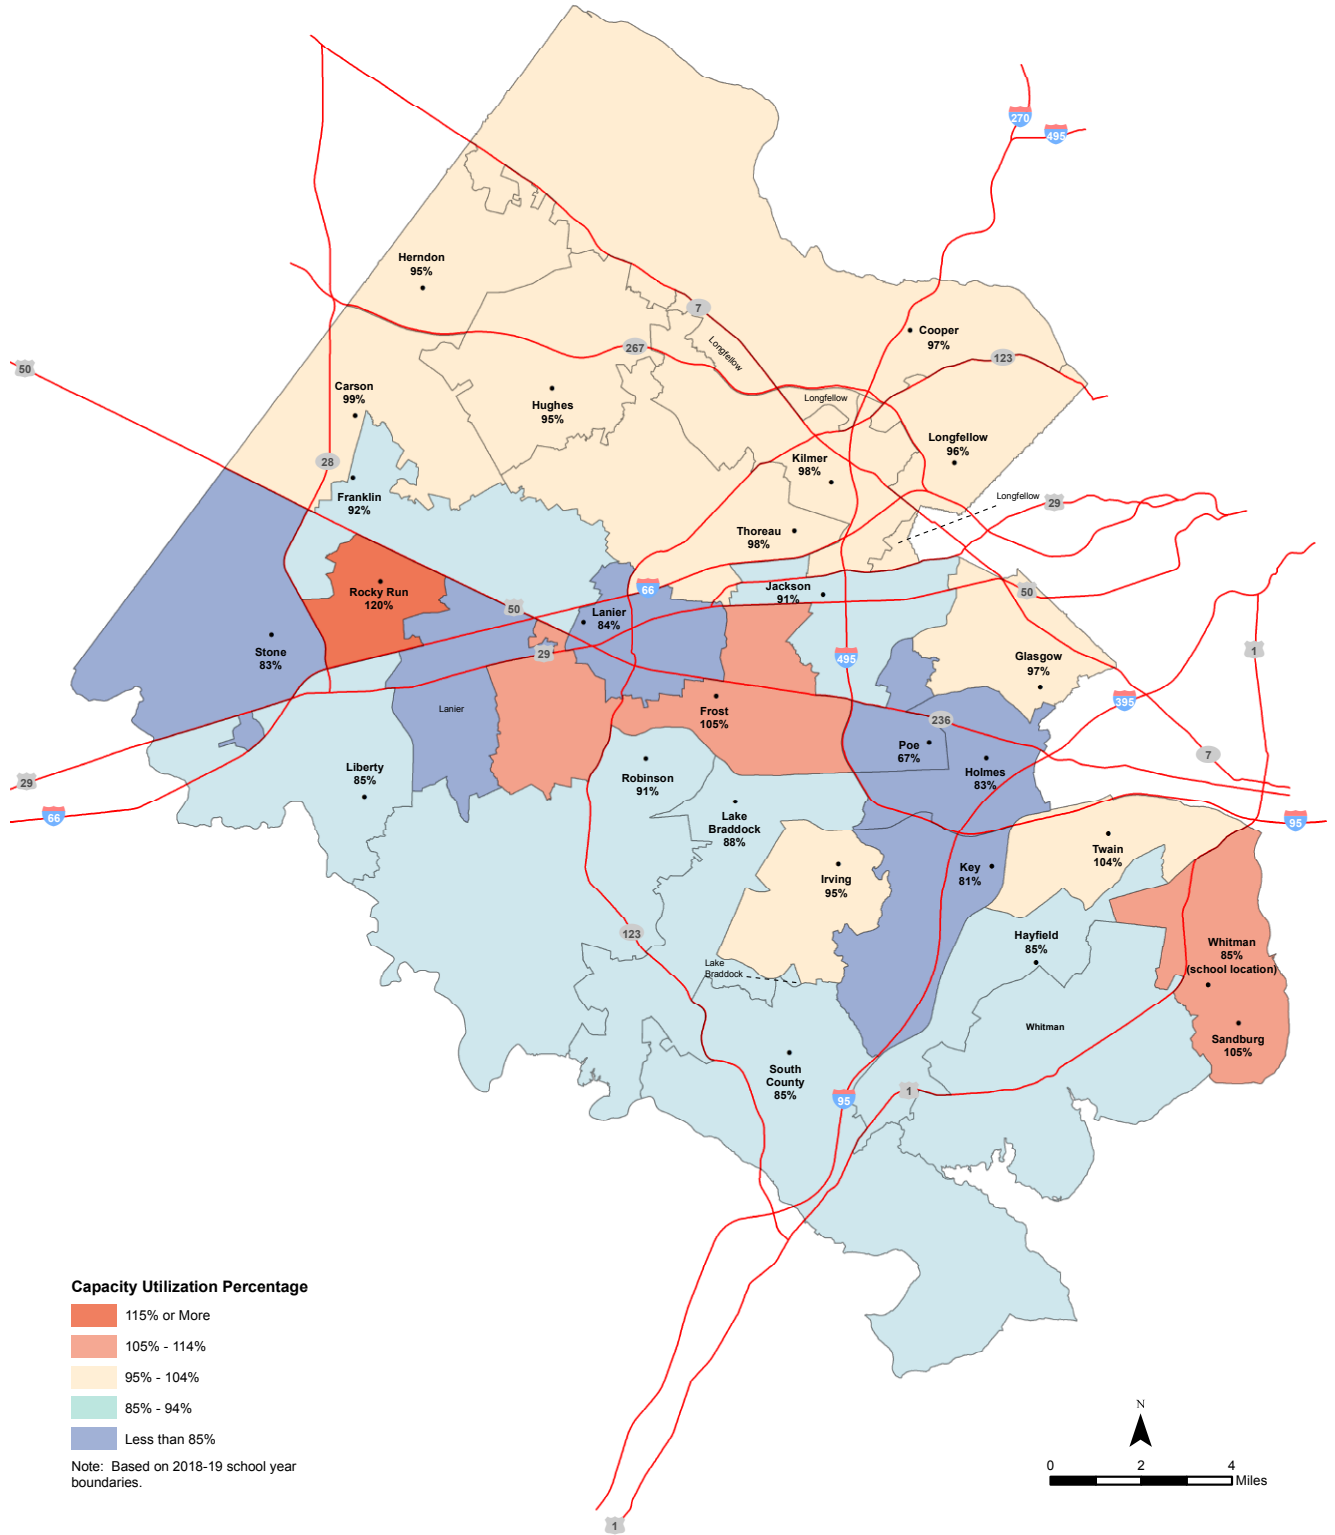 270
495
Herndon
95%
7
Cooper
97%
267
Longfellow
123
50
Carson
99%
Hughes
95%
Longfellow
Longfellow
96%
28
Kilmer
98%
Franklin
92%
Longfellow
29
Thoreau
98%
Rocky Run
120%
66
Jackson
91%
50
50
Lanier
84%
Stone
83%
29
495
Glasgow
97%
1
Lanier
Frost
105%
395
236
Poe
67%
Holmes
83%
7
Liberty
85%
Robinson
91%
29
66
Lake
Braddock
88%
95
Twain
104%
Irving
95%
Key
81%
123
Hayfield
85%
Whitman
85%
(school location)
Lake
Braddock
Whitman
Sandburg
105%
South
County
85%
95
1
Capacity Utilization Percentage
115% or More
105% - 114%
95% - 104%
85% - 94%
Less than 85%
Note: Based on 2018-19 school year
boundaries.
N
0 2 4
Miles
1